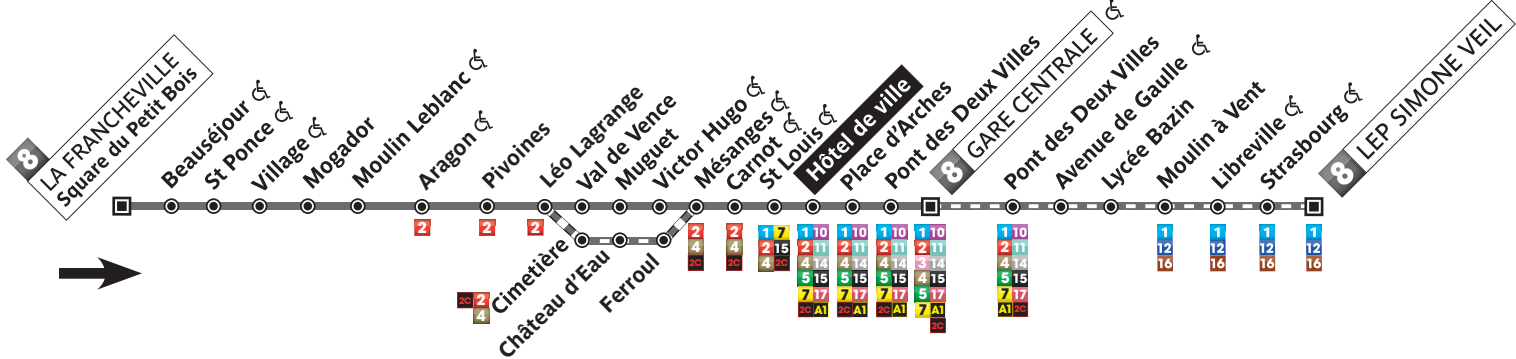 8
LA FRANCHEVILLE
Square du Petit Bois
Beauséjour
St Ponce
Village
Mogador
Moulin Leblanc
Aragon
Pivoines
Léo Lagrange
Val de Vence
Muguet
Victor Hugo
Mésanges
Carnot
St Louis
Hôtel de ville
Place d'Arches
Pont des Deux Villes
8 GARE CENTRALE
Pont des Deux Villes
Avenue de Gaulle
Lycée Bazin
Moulin à Vent
Libreville
Strasbourg
8 LEP SIMONE VEIL
2
2
2
Cimetière
2C 2
4
Château d'Eau
Ferroul
2
4
2C
2
4
2C
1 7
2 15
4 2C
1 10
2 11
4 14
5 15
7 17
2C A1
1 10
2 11
4 14
5 15
7 17
2C A1
1 10
2 11
4 14
5 15
7 17
2C A1
1 10
2 11
3 14
4 15
5 17
7 A1
2C
1 10
2 11
4 14
5 15
7 17
A1 2C
1
12
16
1
12
16
1
12
16
1
12
16